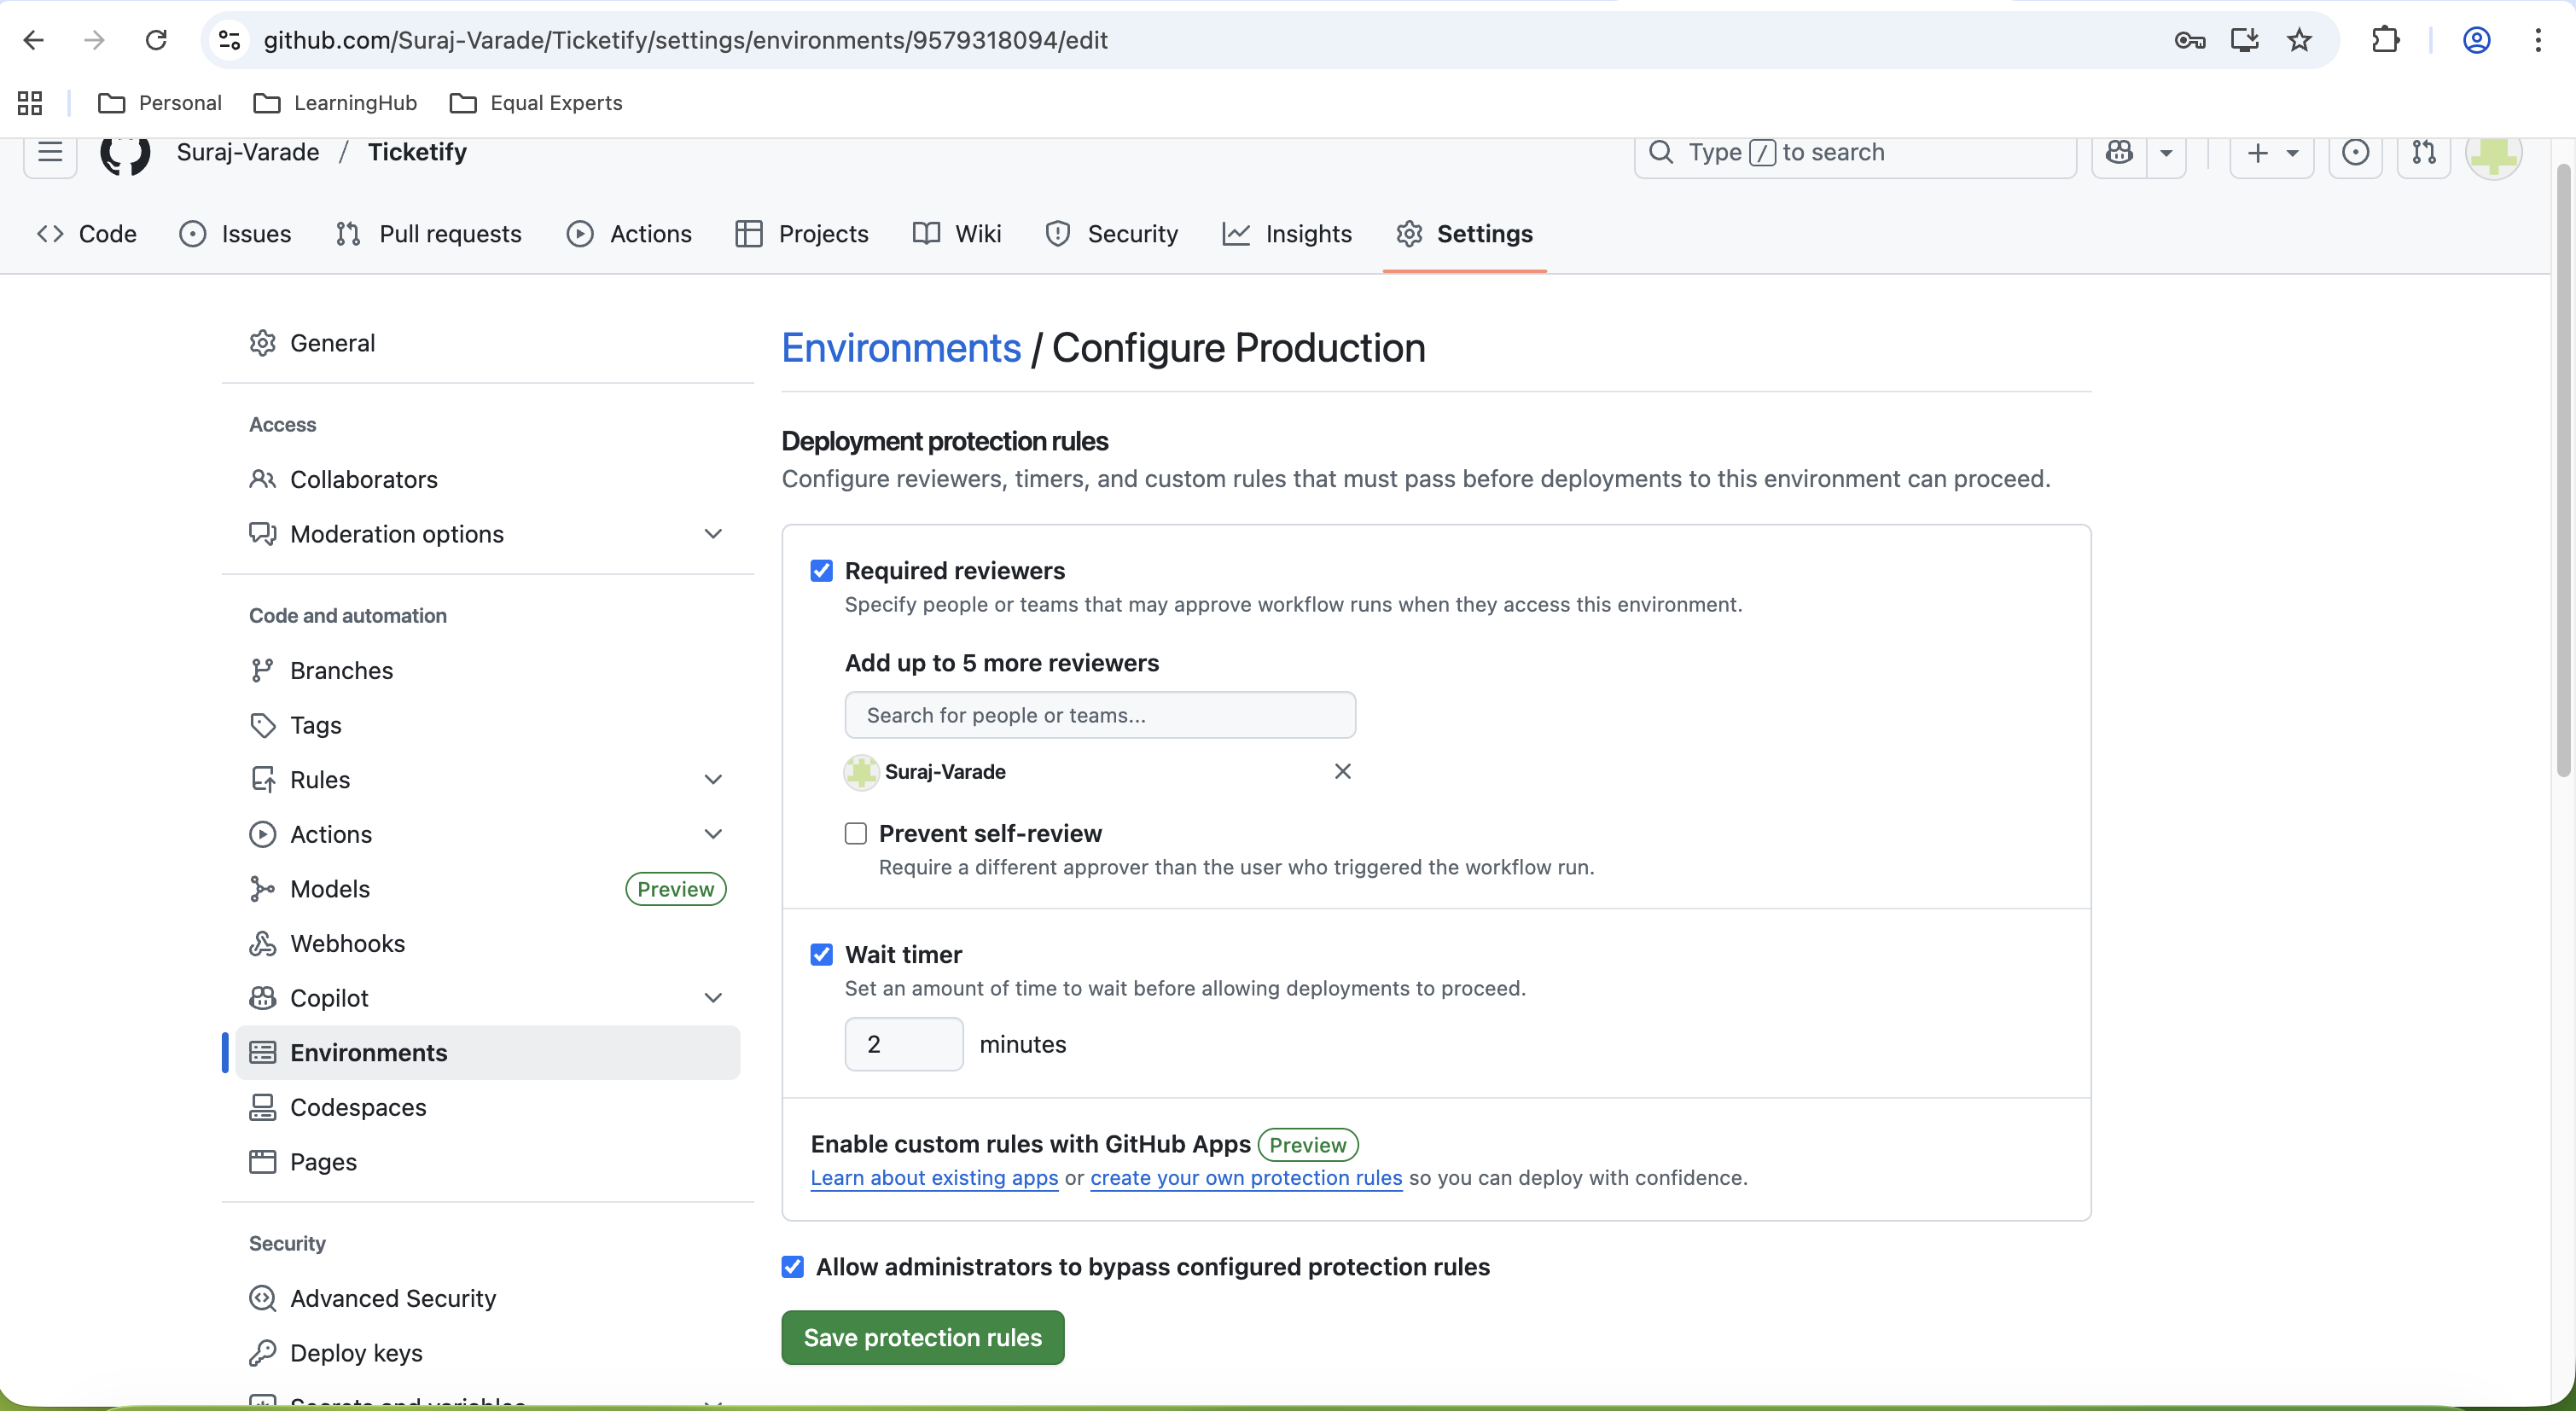 github.com/Suraj-Varade/Ticketify/settings/environments/9579318094/edit
Personal LearningHub Equal Experts
Suraj-Varade / Ticketify Type / to search
Code Issues Pull requests Actions Projects Wiki Security Insights Settings
General
Access
Collaborators
Moderation options
Code and automation
Branches
Tags
Rules
Actions
Models Preview
Webhooks
Copilot
Environments
Codespaces
Pages
Security
Advanced Security
Deploy keys
Secrets and variables
Environments / Configure Production
Deployment protection rules
Configure reviewers, timers, and custom rules that must pass before deployments to this environment can proceed.
Required reviewers
Specify people or teams that may approve workflow runs when they access this environment.
Add up to 5 more reviewers
Search for people or teams...
Suraj-Varade
Prevent self-review
Require a different approver than the user who triggered the workflow run.
Wait timer
Set an amount of time to wait before allowing deployments to proceed.
2 minutes
Enable custom rules with GitHub Apps Preview
Learn about existing apps or create your own protection rules so you can deploy with confidence.
Allow administrators to bypass configured protection rules
Save protection rules